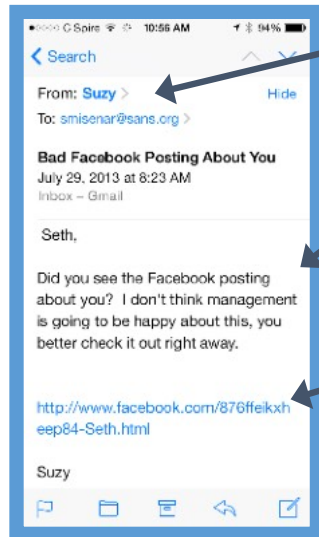 C Spire 10:56 AM 94%
Search
From: Suzy Hide
To: smisenar@sans.org
Bad Facebook Posting About You
July 29, 2013 at 8:23 AM
Inbox – Gmail
Seth,
Did you see the Facebook posting
about you? I don't think management
is going to be happy about this, you
better check it out right away.
http://www.facebook.com/876ffeikxh
eep84-Seth.html
Suzy